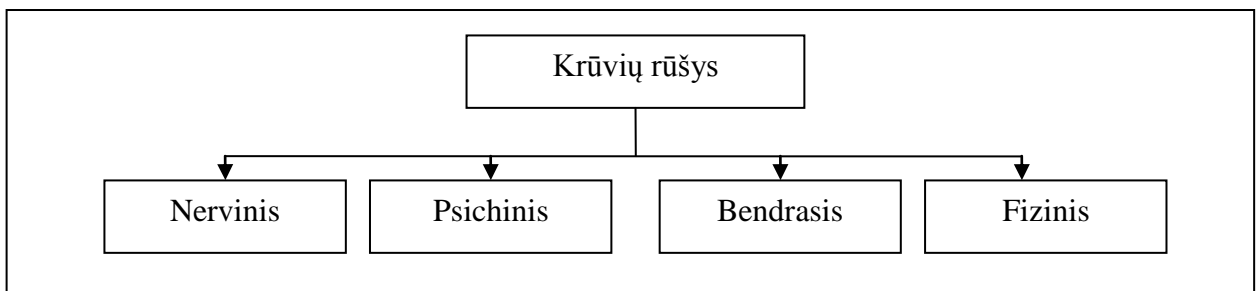 Krūvių rūšys
Nervinis
Psichinis
Bendrasis
Fizinis